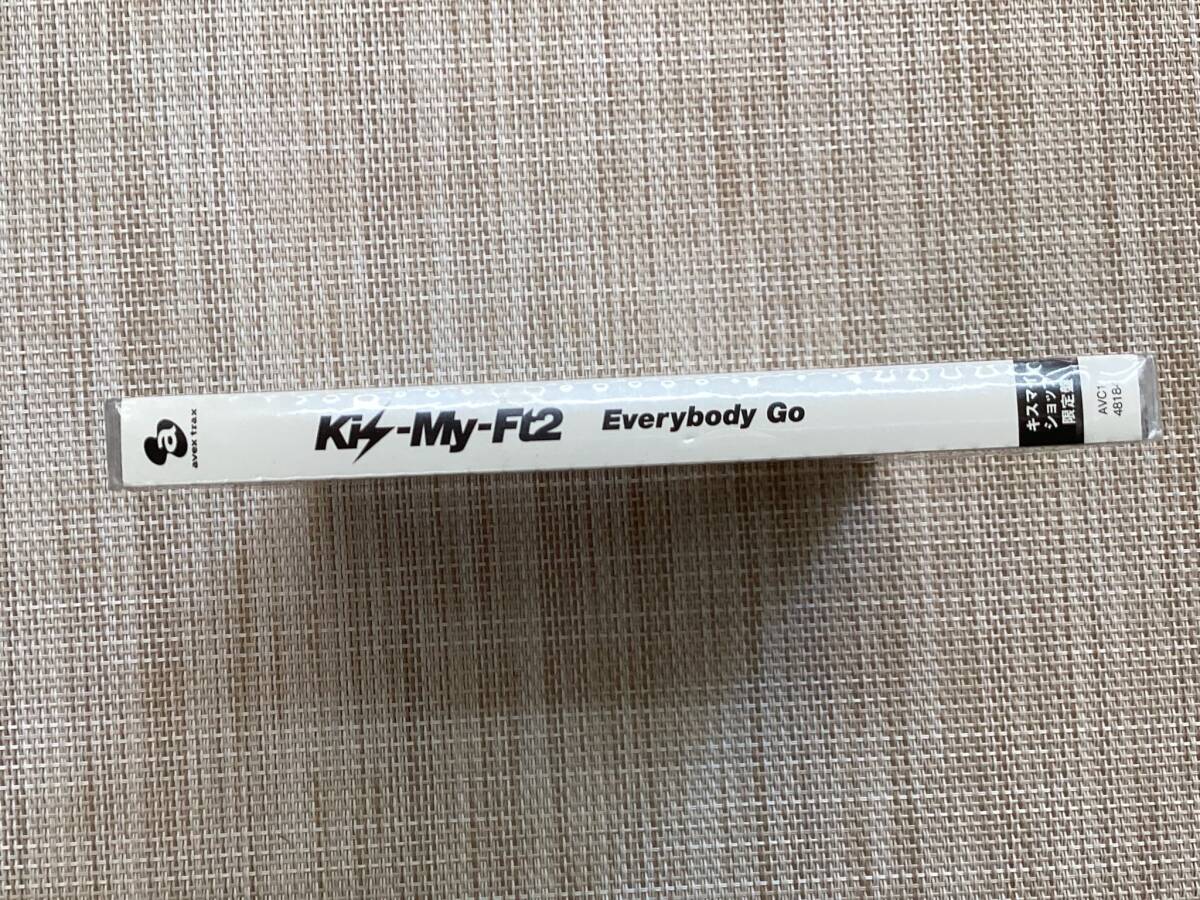 a
avex trax
Kis-My-Ft2
Everybody Go
キスマイ
ショップ
限定盤
AVC1
48184